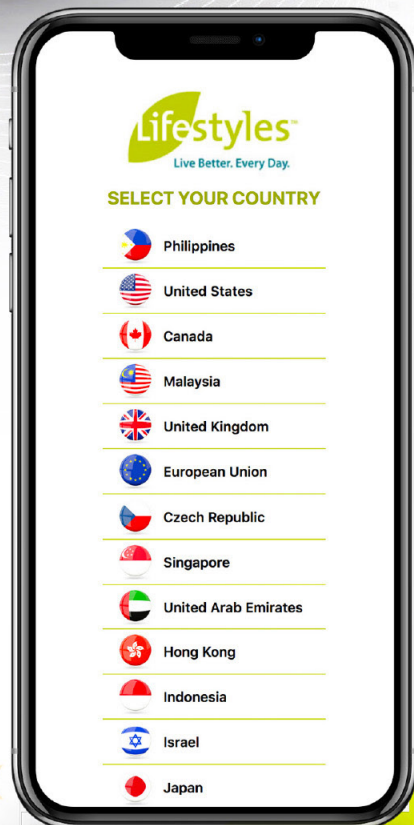 Lifestyles™
Live Better. Every Day.
SELECT YOUR COUNTRY
Philippines
United States
Canada
Malaysia
United Kingdom
European Union
Czech Republic
Singapore
United Arab Emirates
Hong Kong
Indonesia
Israel
Japan